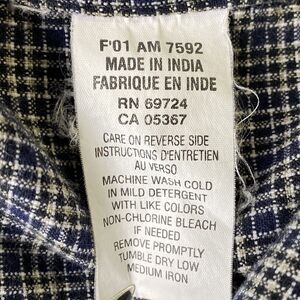 F'01 AM 7592
MADE IN INDIA
FABRIQUE EN INDE
RN 69724
CA 05367
CARE ON REVERSE SIDE
INSTRUCTIONS D'ENTRETIEN
AU VERSO
MACHINE WASH COLD
IN MILD DETERGENT
WITH LIKE COLORS
NON-CHLORINE BLEACH
IF NEEDED
REMOVE PROMPTLY
TUMBLE DRY LOW
MEDIUM IRON